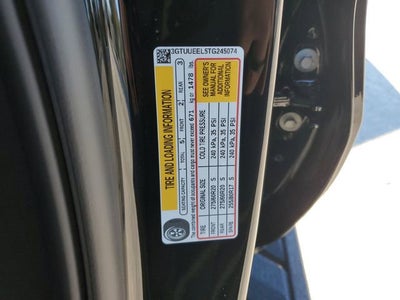 3GTUUEEL5TG245074
TIRE AND LOADING INFORMATION
SEATING CAPACITY TOTAL 5 FRONT 2 REAR 3
The combined weight of occupants and cargo must never exceed 671 kg or 1478 lbs.
TIRE ORIGINAL SIZE COLD TIRE PRESSURE
FRONT 275/60R20 S 240 kPa, 35 PSI
REAR 275/60R20 S 240 kPa, 35 PSI
SPARE 255/80R17 S 240 kPa, 35 PSI
SEE OWNER'S
MANUAL FOR
ADDITIONAL
INFORMATION